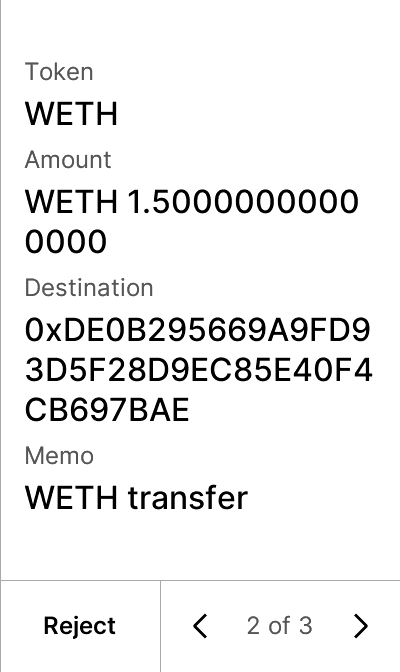 Token
WETH
Amount
WETH 1.5000000000
0000
Destination
0xDE0B295669A9FD9
3D5F28D9EC85E40F4
CB697BAE
Memo
WETH transfer
Reject
2 of 3